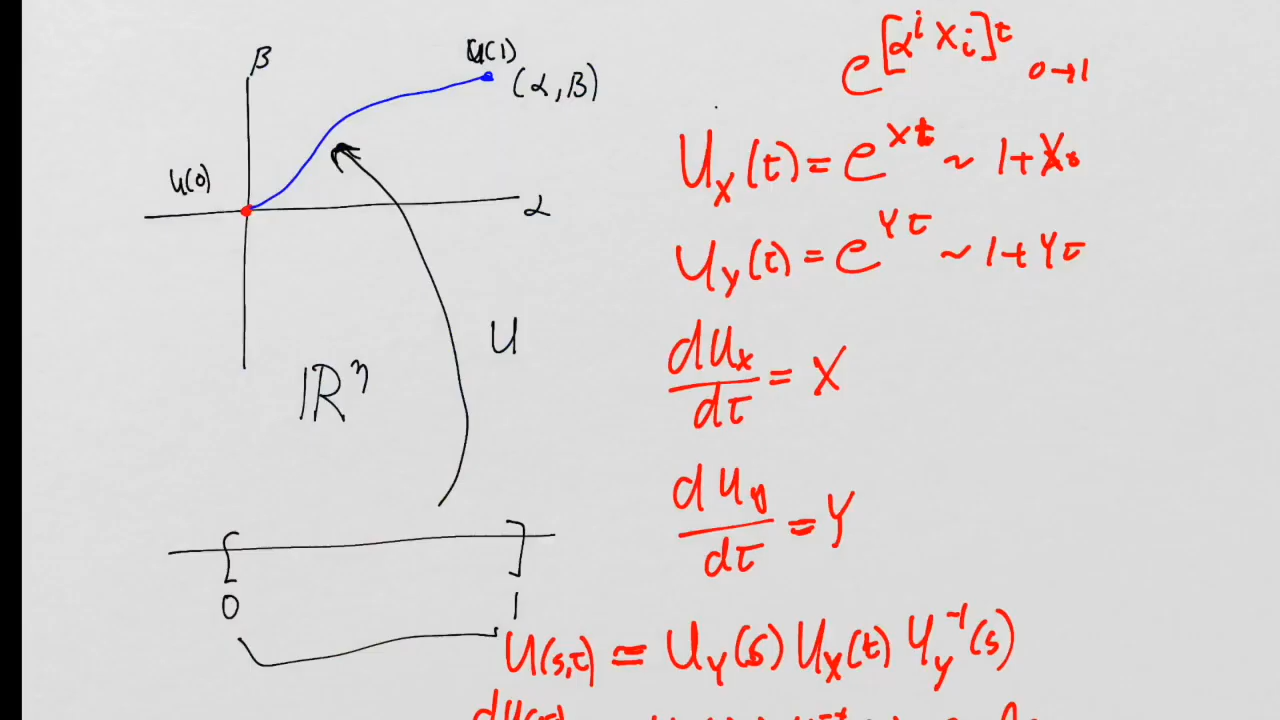 β
U(1)
(α, β)
U(0)
α
U
ℝⁿ
[ ]
0 1
e^{[α^i X_i]t} 0→1
U_X(t) = e^{Xt} ~ 1+X
U_Y(t) = e^{Yt} ~ 1+Yt
dU_x/dt = X
dU_y/dt = Y
U(s,t) = U_Y(s) U_X(t) U_Y^{-1}(s)